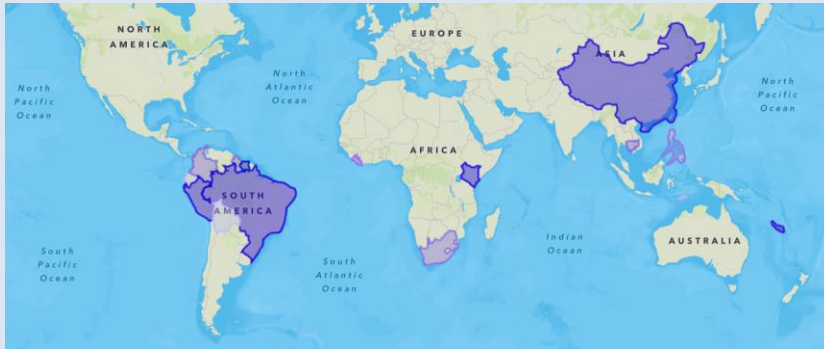 NORTH
AMERICA
EUROPE
ASIA
North
Pacific
Ocean
North
Atlantic
Ocean
North
Pacific
Ocean
AFRICA
SOUTH
AMERICA
AUSTRALIA
South
Pacific
Ocean
South
Atlantic
Ocean
Indian
Ocean